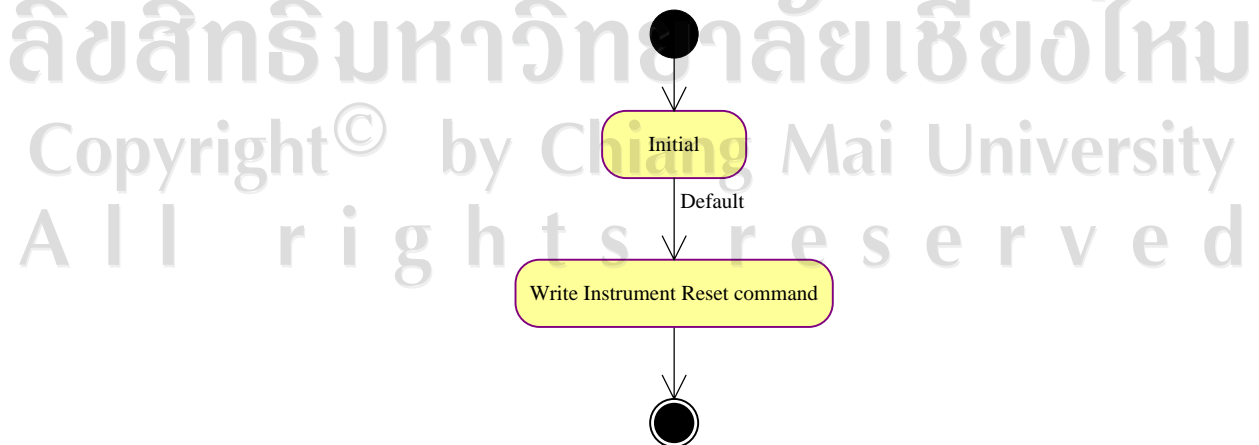 ลิขสิทธิมหาวิทยาลัยเชียงใหม
Initial
Copyright© by Chiang Mai University
Default
All rights reserved
Write Instrument Reset command